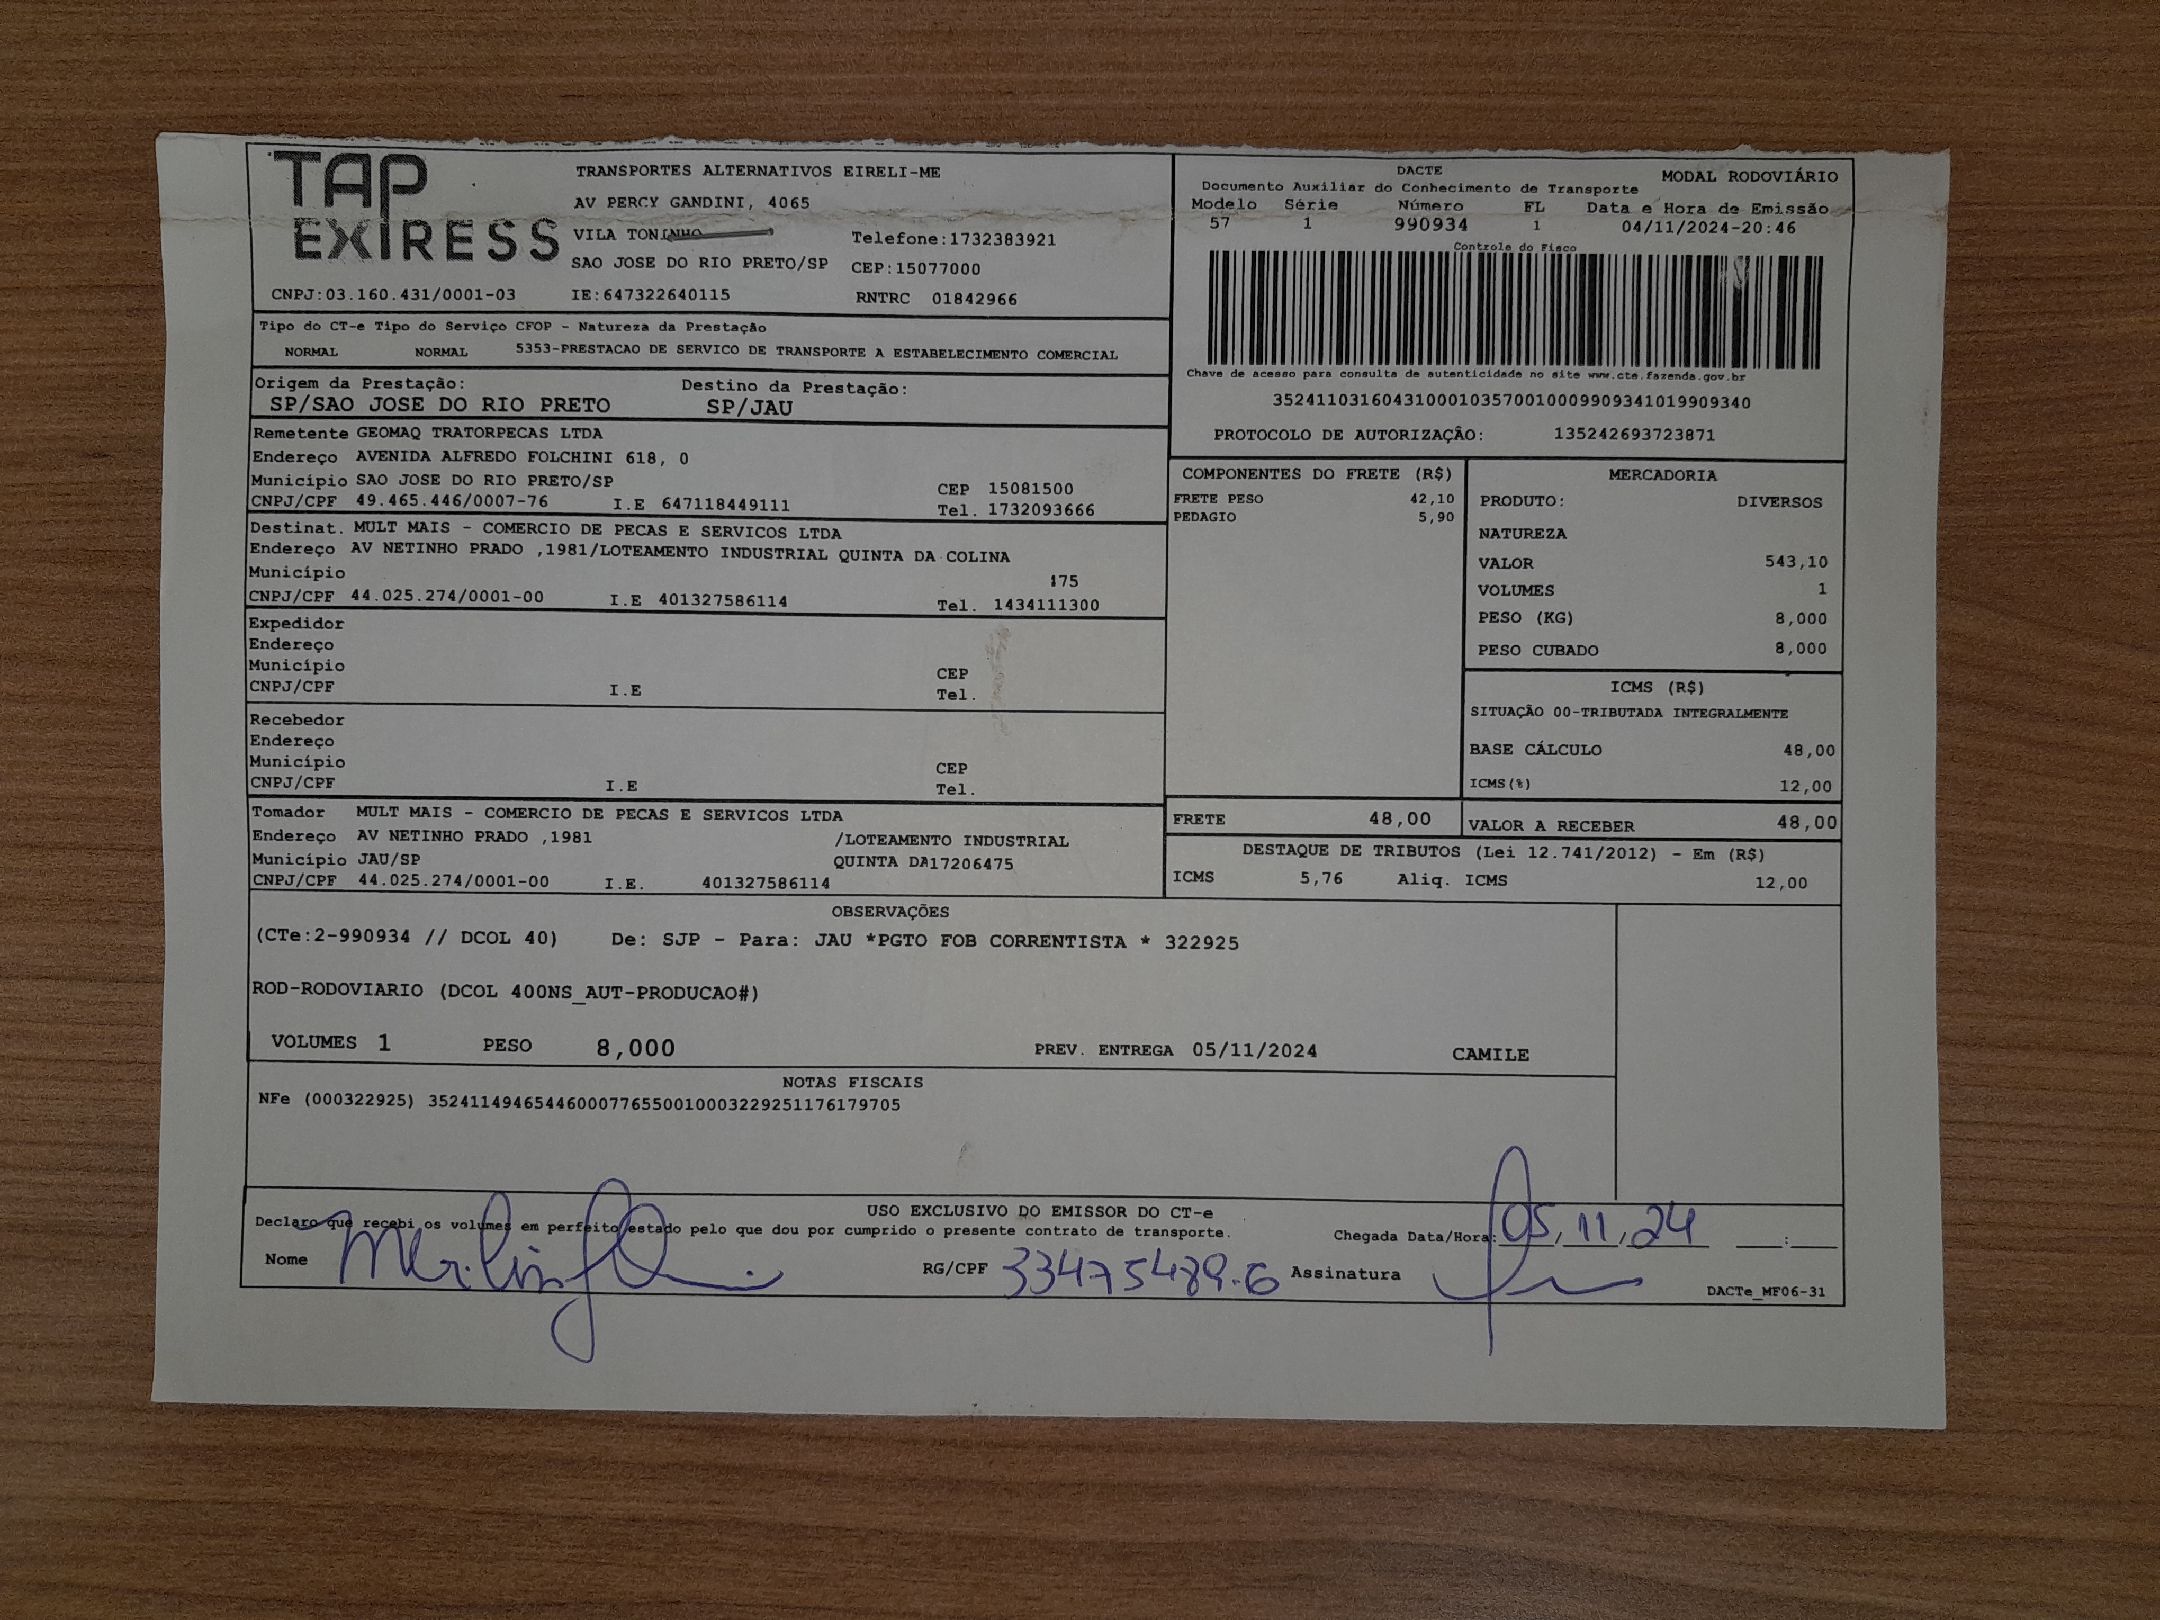 TAP
EXIRESS
TRANSPORTES ALTERNATIVOS EIRELI-ME
AV PERCY GANDINI, 4065
VILA TONINHO
Telefone:1732383921
SAO JOSE DO RIO PRETO/SP CEP:15077000
CNPJ:03.160.431/0001-03 IE:647322640115 RNTRC 01842966
DACTE
MODAL RODOVIÁRIO
Documento Auxiliar do Conhecimento de Transporte
Modelo Série Número FL Data e Hora de Emissão
57 1 990934 1 04/11/2024-20:46
Controle do Fisco
Chave de acesso para consulta de autenticidade no site www.cte.fazenda.gov.br
35241103160431000103570010009909341019909340
PROTOCOLO DE AUTORIZAÇÃO: 135242693723871
Tipo do CT-e Tipo do Serviço CFOP - Natureza da Prestação
NORMAL NORMAL 5353-PRESTACAO DE SERVICO DE TRANSPORTE A ESTABELECIMENTO COMERCIAL
Origem da Prestação: Destino da Prestação:
SP/SAO JOSE DO RIO PRETO SP/JAU
Remetente GEOMAQ TRATORPECAS LTDA
Endereço AVENIDA ALFREDO FOLCHINI 618, 0
Município SAO JOSE DO RIO PRETO/SP CEP 15081500
CNPJ/CPF 49.465.446/0007-76 I.E 647118449111 Tel. 1732093666
Destinat. MULT MAIS - COMERCIO DE PECAS E SERVICOS LTDA
Endereço AV NETINHO PRADO ,1981/LOTEAMENTO INDUSTRIAL QUINTA DA COLINA
Município 175
CNPJ/CPF 44.025.274/0001-00 I.E 401327586114 Tel. 1434111300
Expedidor
Endereço
Município CEP
CNPJ/CPF I.E Tel.
Recebedor
Endereço
Município CEP
CNPJ/CPF I.E Tel.
Tomador MULT MAIS - COMERCIO DE PECAS E SERVICOS LTDA
Endereço AV NETINHO PRADO ,1981 /LOTEAMENTO INDUSTRIAL
Município JAU/SP QUINTA DA17206475
CNPJ/CPF 44.025.274/0001-00 I.E. 401327586114
COMPONENTES DO FRETE (R$)
FRETE PESO 42,10
PEDAGIO 5,90
MERCADORIA
PRODUTO: DIVERSOS
NATUREZA
VALOR 543,10
VOLUMES 1
PESO (KG) 8,000
PESO CUBADO 8,000
ICMS (R$)
SITUAÇÃO 00-TRIBUTADA INTEGRALMENTE
BASE CÁLCULO 48,00
ICMS(%) 12,00
FRETE 48,00 VALOR A RECEBER 48,00
DESTAQUE DE TRIBUTOS (Lei 12.741/2012) - Em (R$)
ICMS 5,76 Aliq. ICMS 12,00
OBSERVAÇÕES
(CTe:2-990934 // DCOL 40) De: SJP - Para: JAU *PGTO FOB CORRENTISTA * 322925
ROD-RODOVIARIO (DCOL 400NS_AUT-PRODUCAO#)
VOLUMES 1 PESO 8,000 PREV. ENTREGA 05/11/2024 CAMILE
NOTAS FISCAIS
NFe (000322925) 35241149465446000776550010003229251176179705
USO EXCLUSIVO DO EMISSOR DO CT-e
Declaro que recebi os volumes em perfeito estado pelo que dou por cumprido o presente contrato de transporte.
Chegada Data/Hora: 05,11,24 :
Nome RG/CPF 33475489-6 Assinatura
DACTe_MF06-31